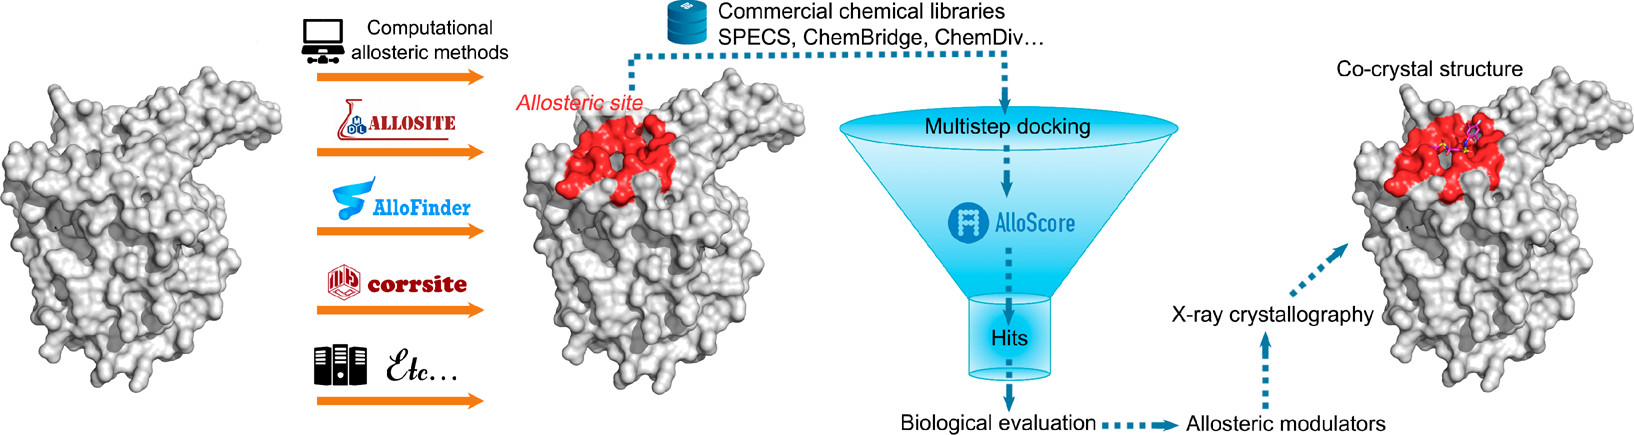 Computational
allosteric methods
ALLOSITE
MDL
AlloFinder
corrsite
Etc...
Allosteric site
Commercial chemical libraries
SPECS, ChemBridge, ChemDiv...
Multistep docking
AlloScore
Hits
Biological evaluation
Allosteric modulators
X-ray crystallography
Co-crystal structure